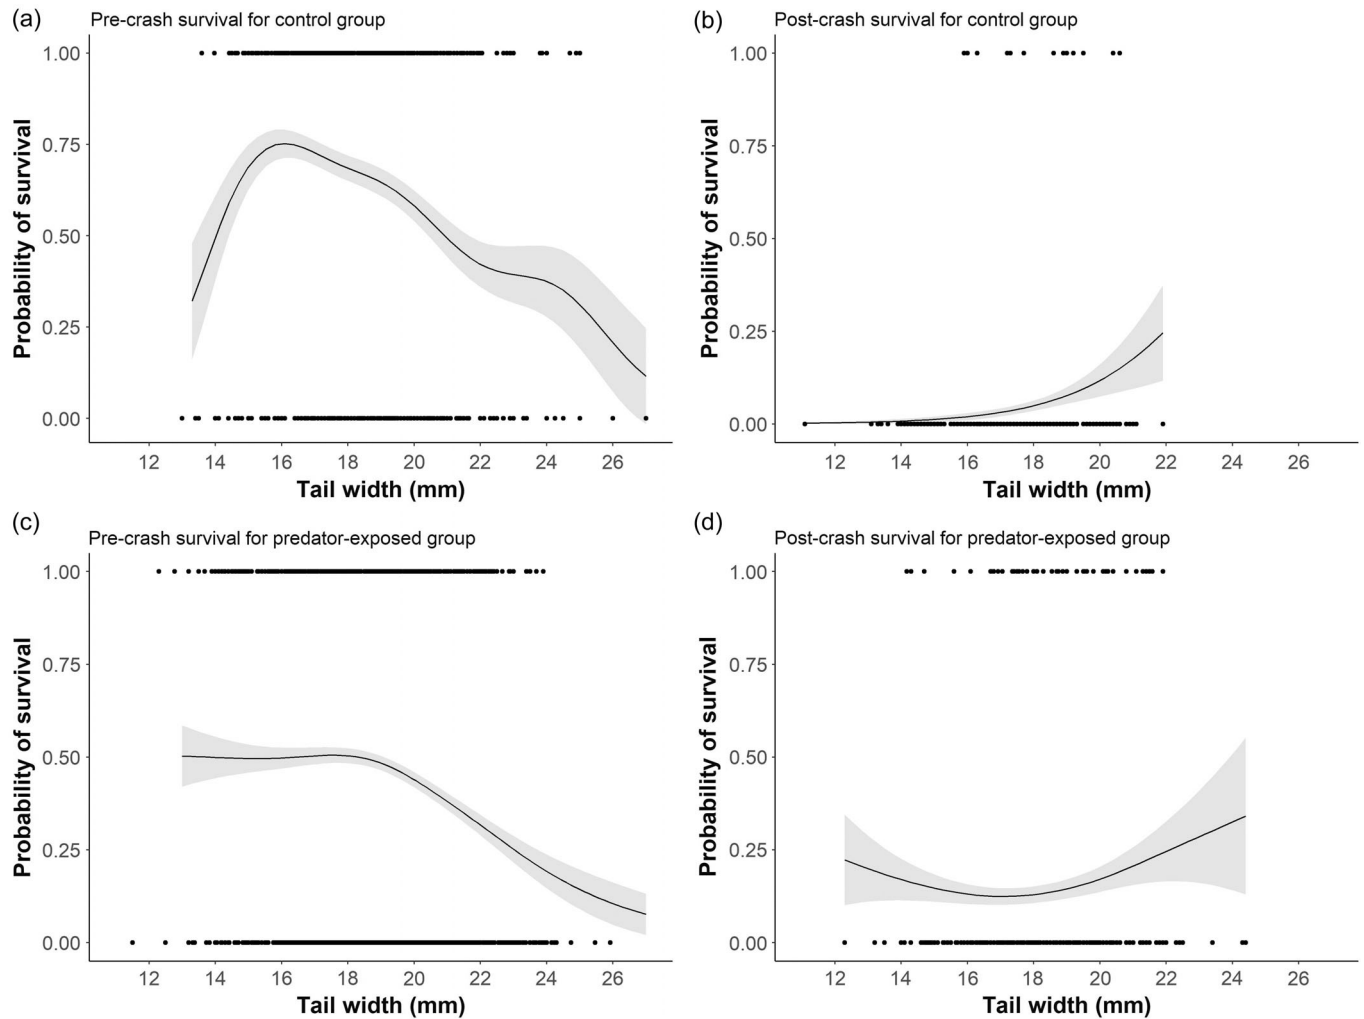 (a)
Pre-crash survival for control group
1.00
0.75
0.50
0.25
0.00
Probability of survival
12 14 16 18 20 22 24 26
Tail width (mm)
(b)
Post-crash survival for control group
1.00
0.75
0.50
0.25
0.00
Probability of survival
12 14 16 18 20 22 24 26
Tail width (mm)
(c)
Pre-crash survival for predator-exposed group
1.00
0.75
0.50
0.25
0.00
Probability of survival
12 14 16 18 20 22 24 26
Tail width (mm)
(d)
Post-crash survival for predator-exposed group
1.00
0.75
0.50
0.25
0.00
Probability of survival
12 14 16 18 20 22 24 26
Tail width (mm)